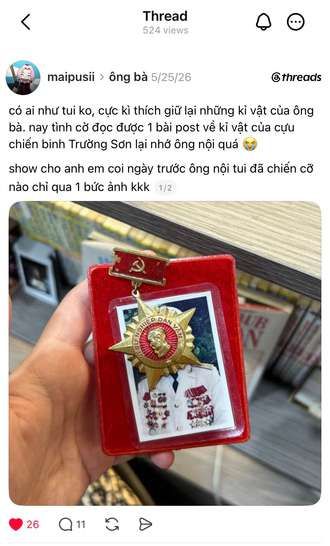 Thread
524 views
maipusii > ông bà 5/25/26
threads
có ai như tui ko, cực kì thích giữ lại những kỉ vật của ông
bà. nay tình cờ đọc được 1 bài post về kỉ vật của cựu
chiến binh Trường Sơn lại nhớ ông nội quá 😭
show cho anh em coi ngày trước ông nội tui đã chiến cỡ
nào chỉ qua 1 bức ảnh kkk 1/2
26
11